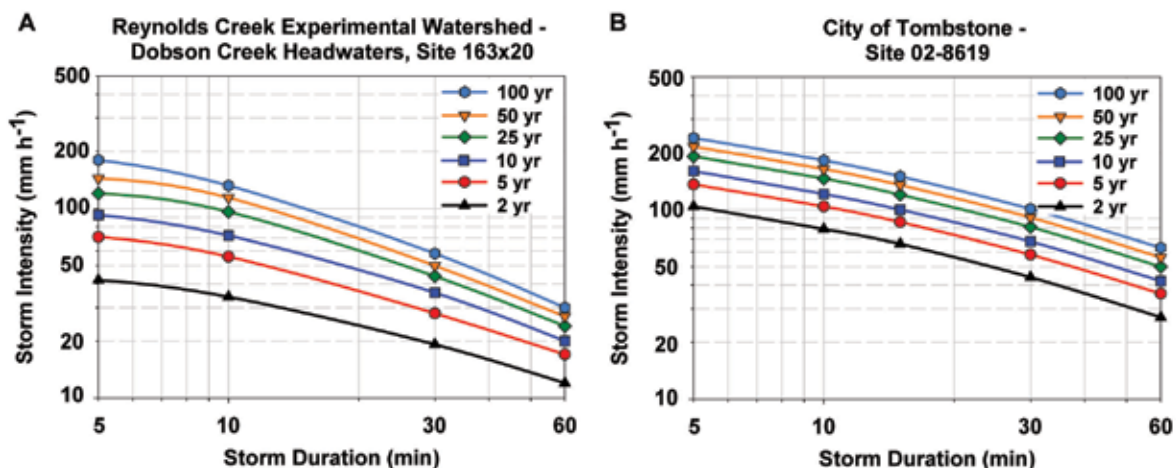 A
Reynolds Creek Experimental Watershed -
Dobson Creek Headwaters, Site 163x20
500
200
100
50
20
10
5
10
30
60
Storm Intensity (mm h-1)
Storm Duration (min)
100 yr
50 yr
25 yr
10 yr
5 yr
2 yr
B
City of Tombstone -
Site 02-8619
500
200
100
50
20
10
5
10
30
60
Storm Intensity (mm h-1)
Storm Duration (min)
100 yr
50 yr
25 yr
10 yr
5 yr
2 yr